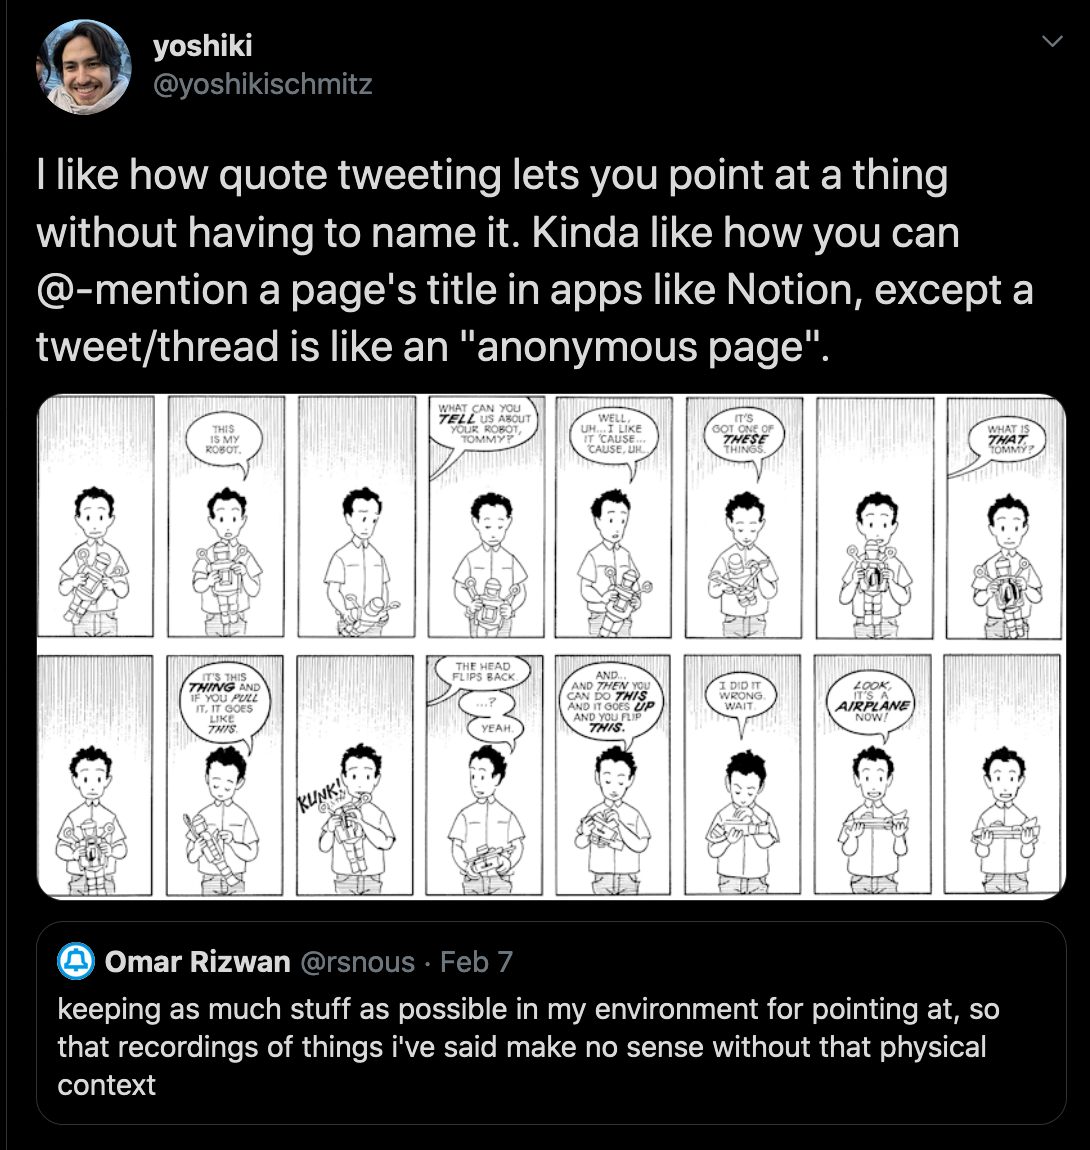 yoshiki
@yoshikischmitz
I like how quote tweeting lets you point at a thing
without having to name it. Kinda like how you can
@-mention a page's title in apps like Notion, except a
tweet/thread is like an "anonymous page".
THIS
IS MY
ROBOT.
WHAT CAN YOU
TELL US ABOUT
YOUR ROBOT,
TOMMY?
WELL,
UH...I LIKE
IT 'CAUSE...
'CAUSE, UH...
IT'S
GOT ONE OF
THESE
THINGS.
WHAT IS
THAT,
TOMMY?
IT'S THIS
THING AND
IF YOU PULL
IT, IT GOES
LIKE
THIS.
KLINK!
THE HEAD
FLIPS BACK.
...?
YEAH.
AND...
AND THEN YOU
CAN DO THIS
AND IT GOES UP
AND YOU FLIP
THIS.
I DID IT
WRONG.
WAIT.
LOOK,
IT'S A
AIRPLANE
NOW!
Omar Rizwan @rsnous · Feb 7
keeping as much stuff as possible in my environment for pointing at, so
that recordings of things i've said make no sense without that physical
context